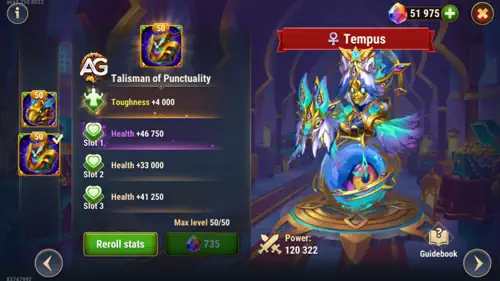 51 975
50
AG
Talisman of Punctuality
Tempus
Toughness +4 000
50
Health +46 750
Slot 1
50
Health +33 000
Slot 2
Health +41 250
Slot 3
Max level 50/50
Reroll stats
735
Power:
120 322
Guidebook